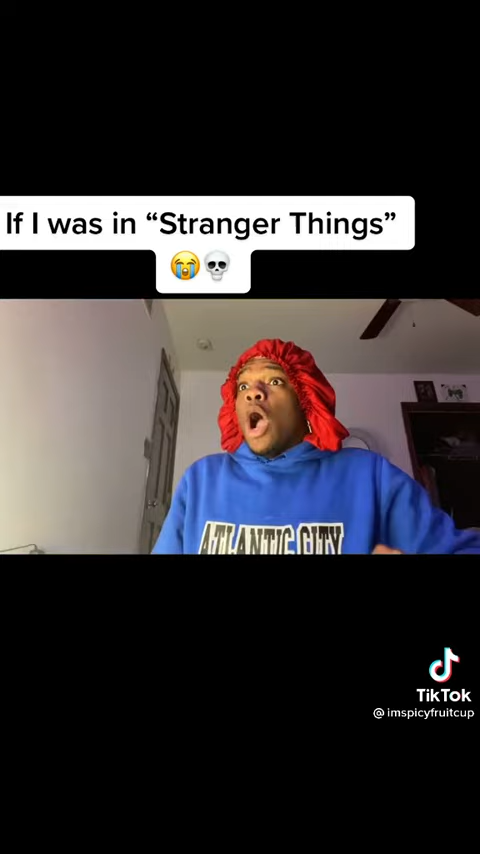 If I was in “Stranger Things”
😭💀
ATLANTIC CITY
TikTok
@imspicyfruitcup